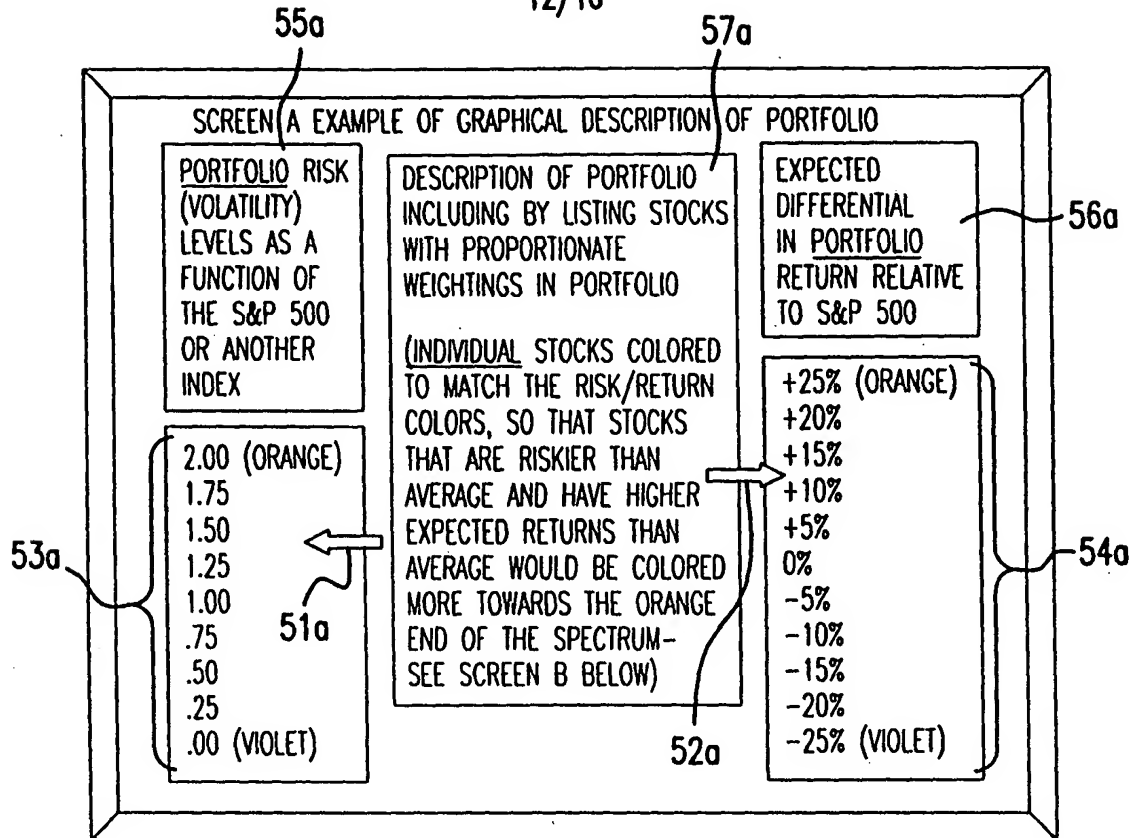 12/16
55a
57a
SCREEN A EXAMPLE OF GRAPHICAL DESCRIPTION OF PORTFOLIO
PORTFOLIO RISK
(VOLATILITY)
LEVELS AS A
FUNCTION OF
THE S&P 500
OR ANOTHER
INDEX
DESCRIPTION OF PORTFOLIO
INCLUDING BY LISTING STOCKS
WITH PROPORTIONATE
WEIGHTINGS IN PORTFOLIO
(INDIVIDUAL STOCKS COLORED
TO MATCH THE RISK/RETURN
COLORS, SO THAT STOCKS
THAT ARE RISKIER THAN
AVERAGE AND HAVE HIGHER
EXPECTED RETURNS THAN
AVERAGE WOULD BE COLORED
MORE TOWARDS THE ORANGE
END OF THE SPECTRUM-
SEE SCREEN B BELOW)
EXPECTED
DIFFERENTIAL
IN PORTFOLIO
RETURN RELATIVE
TO S&P 500
56a
2.00 (ORANGE)
1.75
1.50
1.25
1.00
.75
.50
.25
.00 (VIOLET)
53a
51a
+25% (ORANGE)
+20%
+15%
+10%
+5%
0%
-5%
-10%
-15%
-20%
-25% (VIOLET)
54a
52a